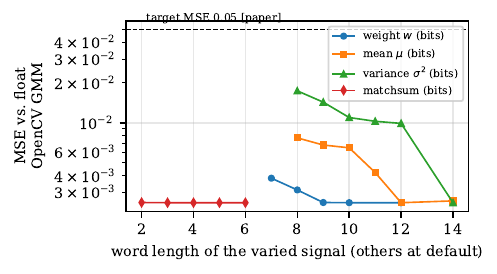 target MSE 0.05 [paper]
weight w (bits)
mean μ (bits)
variance σ² (bits)
matchsum (bits)
MSE vs. float
OpenCV GMM
4 × 10⁻²
3 × 10⁻²
2 × 10⁻²
10⁻²
6 × 10⁻³
4 × 10⁻³
3 × 10⁻³
2 4 6 8 10 12 14
word length of the varied signal (others at default)